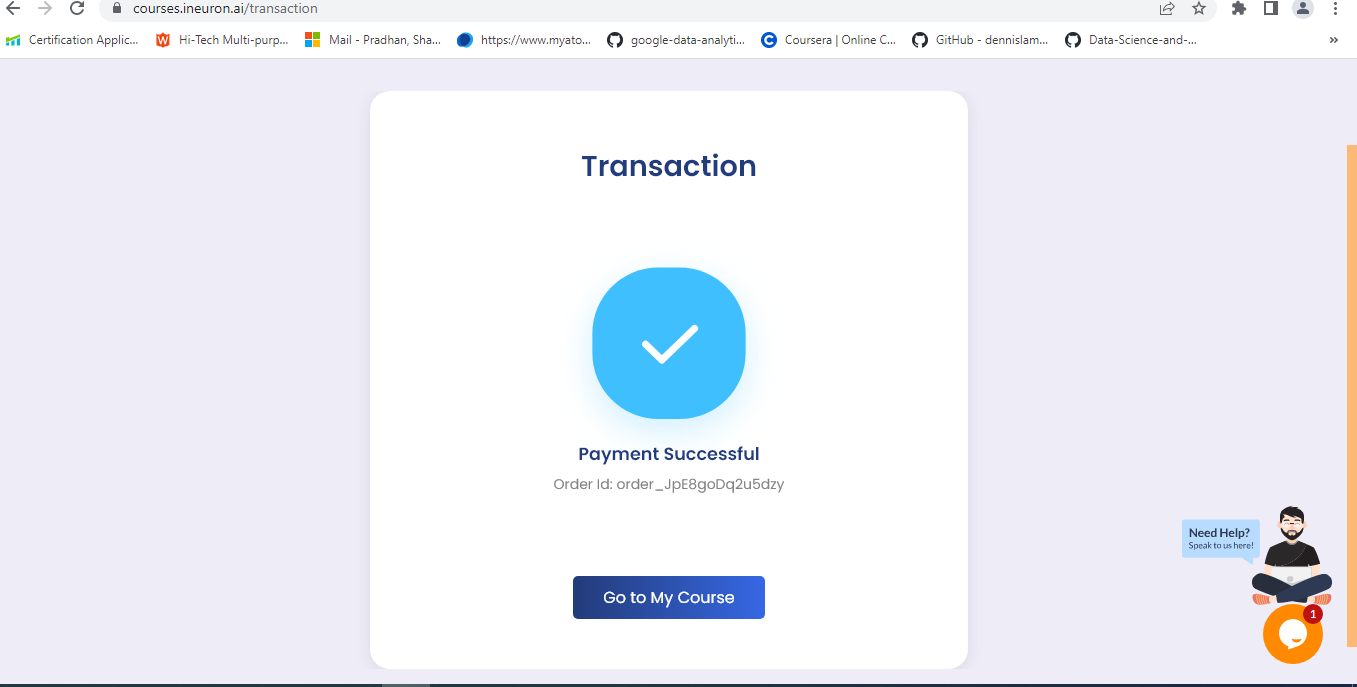 courses.ineuron.ai/transaction
Certification Applic... Hi-Tech Multi-purp... Mail - Pradhan, Sha... https://www.myato... google-data-analyti... Coursera | Online C... GitHub - dennislam... Data-Science-and-... »
Transaction
Payment Successful
Order Id: order_JpE8goDq2u5dzy
Go to My Course
Need Help?
Speak to us here!
1